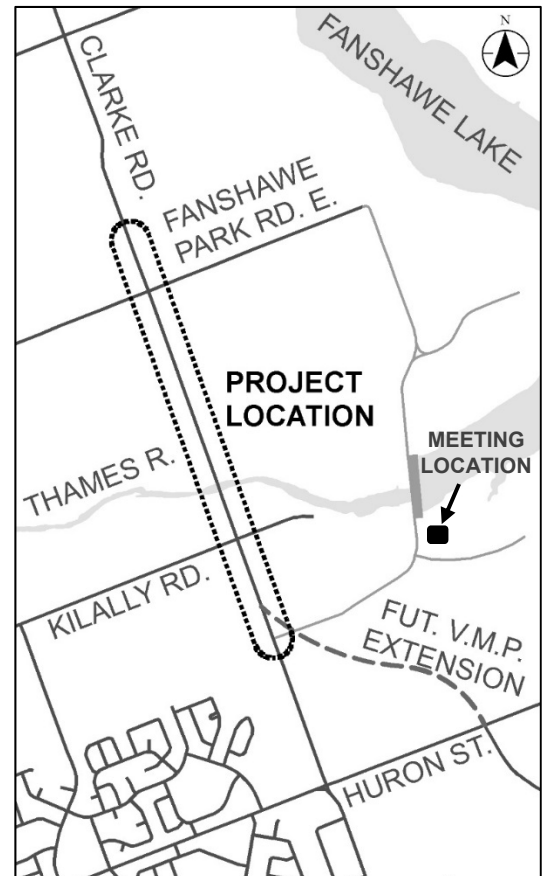 N
CLARKE RD.
FANSHAWE LAKE
FANSHAWE
PARK RD. E.
PROJECT
LOCATION
MEETING
LOCATION
THAMES R.
KILALLY RD.
FUT. V.M.P.
EXTENSION
HURON ST.